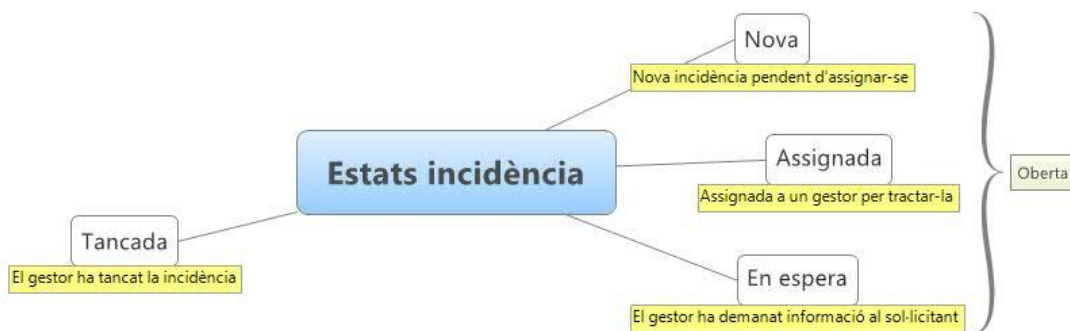 Nova
Nova incidència pendent d'assignar-se
Estats incidència
Assignada
Assignada a un gestor per tractar-la
Oberta
Tancada
El gestor ha tancat la incidència
En espera
El gestor ha demanat informació al sol·licitant